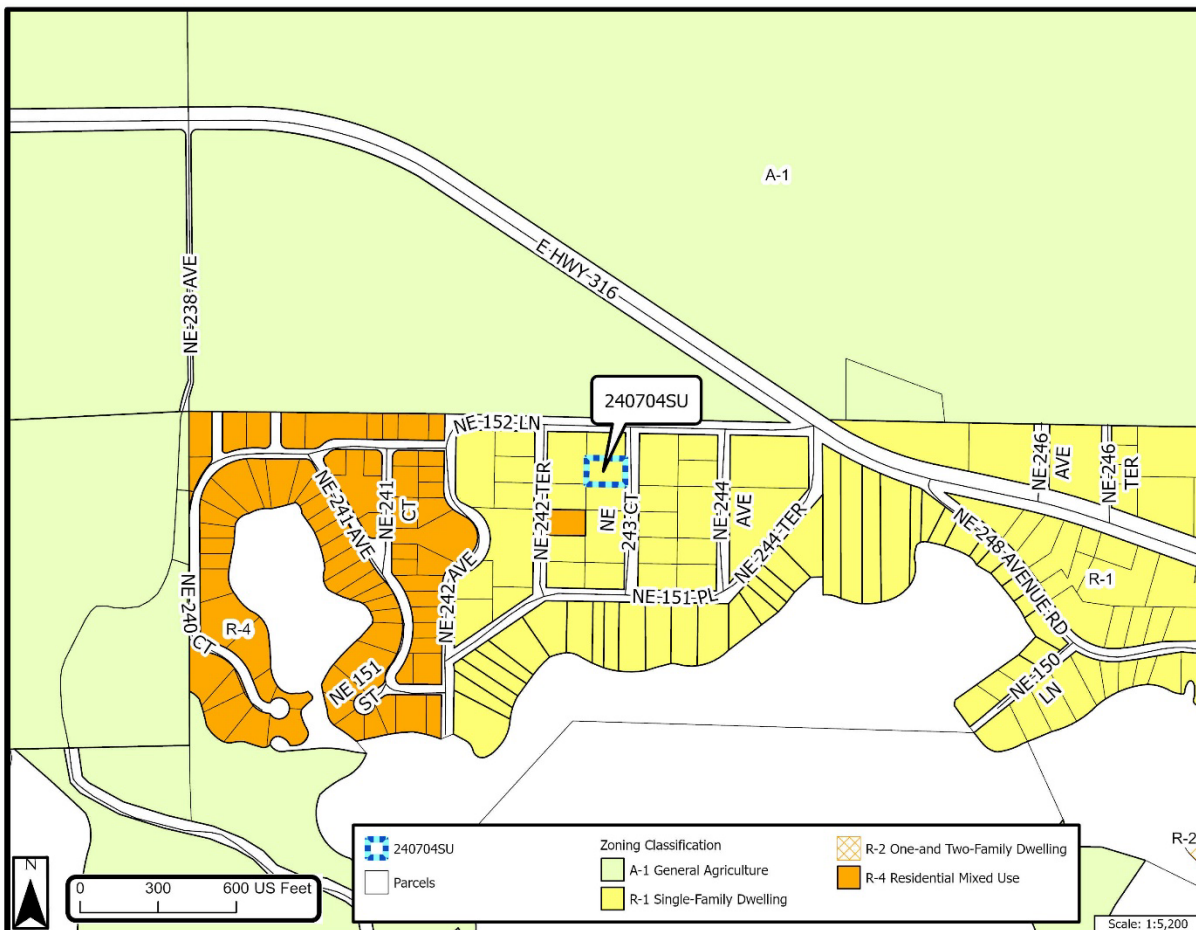 A-1
E HWY 316
NE 238 AVE
240704SU
NE 152 LN
NE 246
AVE
NE 246
TER
NE 241 AVE
NE 241
CT
NE 242 TER
NE
243 CT
NE 244
AVE
NE 244 TER
NE 248 AVENUE RD
R-1
NE 242 AVE
NE 151 PL
NE 240 CT
R-4
NE 151
ST
NE 150
LN
R-2
N
0 300 600 US Feet
240704SU
Parcels
Zoning Classification
A-1 General Agriculture
R-1 Single-Family Dwelling
R-2 One-and Two-Family Dwelling
R-4 Residential Mixed Use
Scale: 1:5,200